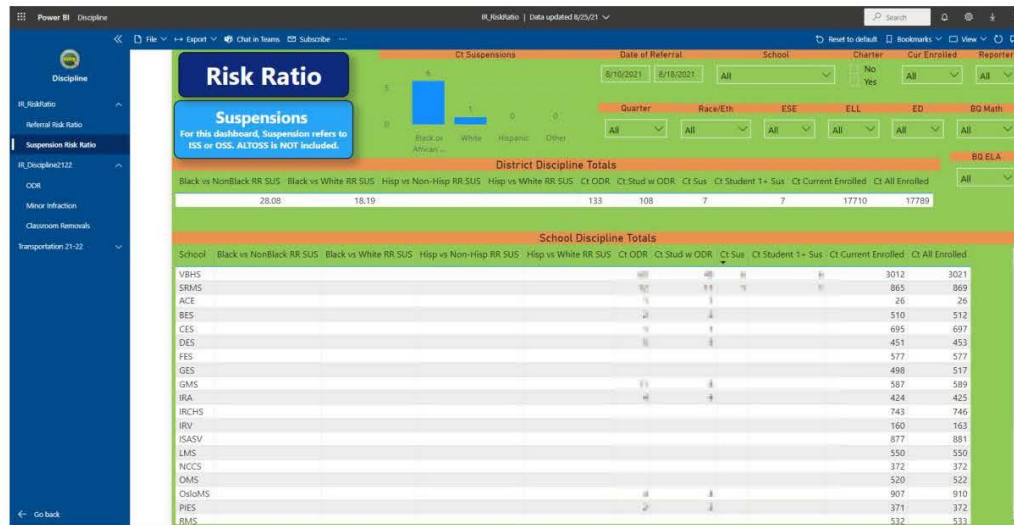 Power BI Discipline
IR_RiskRatio | Data updated 8/25/21
Search
File Export Chat in Teams Subscribe ...
Reset to default Bookmarks View
Discipline
IR_RiskRatio
Referral Risk Ratio
Suspension Risk Ratio
IR_Discipline2122
ODR
Minor Infraction
Classroom Removals
Transportation 21-22
Go back
Risk Ratio
Suspensions
For this dashboard, Suspension refers to
ISS or OSS. ALTOSS is NOT included.
Ct Suspensions
5
0
6 1 0 0
Black or African ... White Hispanic Other
Date of Referral School Charter Cur Enrolled Reporter
8/10/2021 8/18/2021 All No Yes All All
Quarter Race/Eth ESE ELL ED BQ Math
All All All All All All
BQ ELA
All
District Discipline Totals
Black vs NonBlack RR SUS Black vs White RR SUS Hisp vs Non-Hisp RR SUS Hisp vs White RR SUS Ct ODR Ct Stud w ODR Ct Sus Ct Student 1+ Sus Ct Current Enrolled Ct All Enrolled
28.08 18.19 133 108 7 7 17710 17789
School Discipline Totals
School Black vs NonBlack RR SUS Black vs White RR SUS Hisp vs Non-Hisp RR SUS Hisp vs White RR SUS Ct ODR Ct Stud w ODR Ct Sus Ct Student 1+ Sus Ct Current Enrolled Ct All Enrolled
VBHS 3012 3021
SRMS 865 869
ACE 26 26
BES 510 512
CES 695 697
DES 451 453
FES 577 577
GES 498 517
GMS 587 589
IRA 424 425
IRCHS 743 746
IRV 160 163
ISASV 877 881
LMS 550 550
NCCS 372 372
OMS 520 522
OsloMS 907 910
PIES 371 372
RMS 532 533